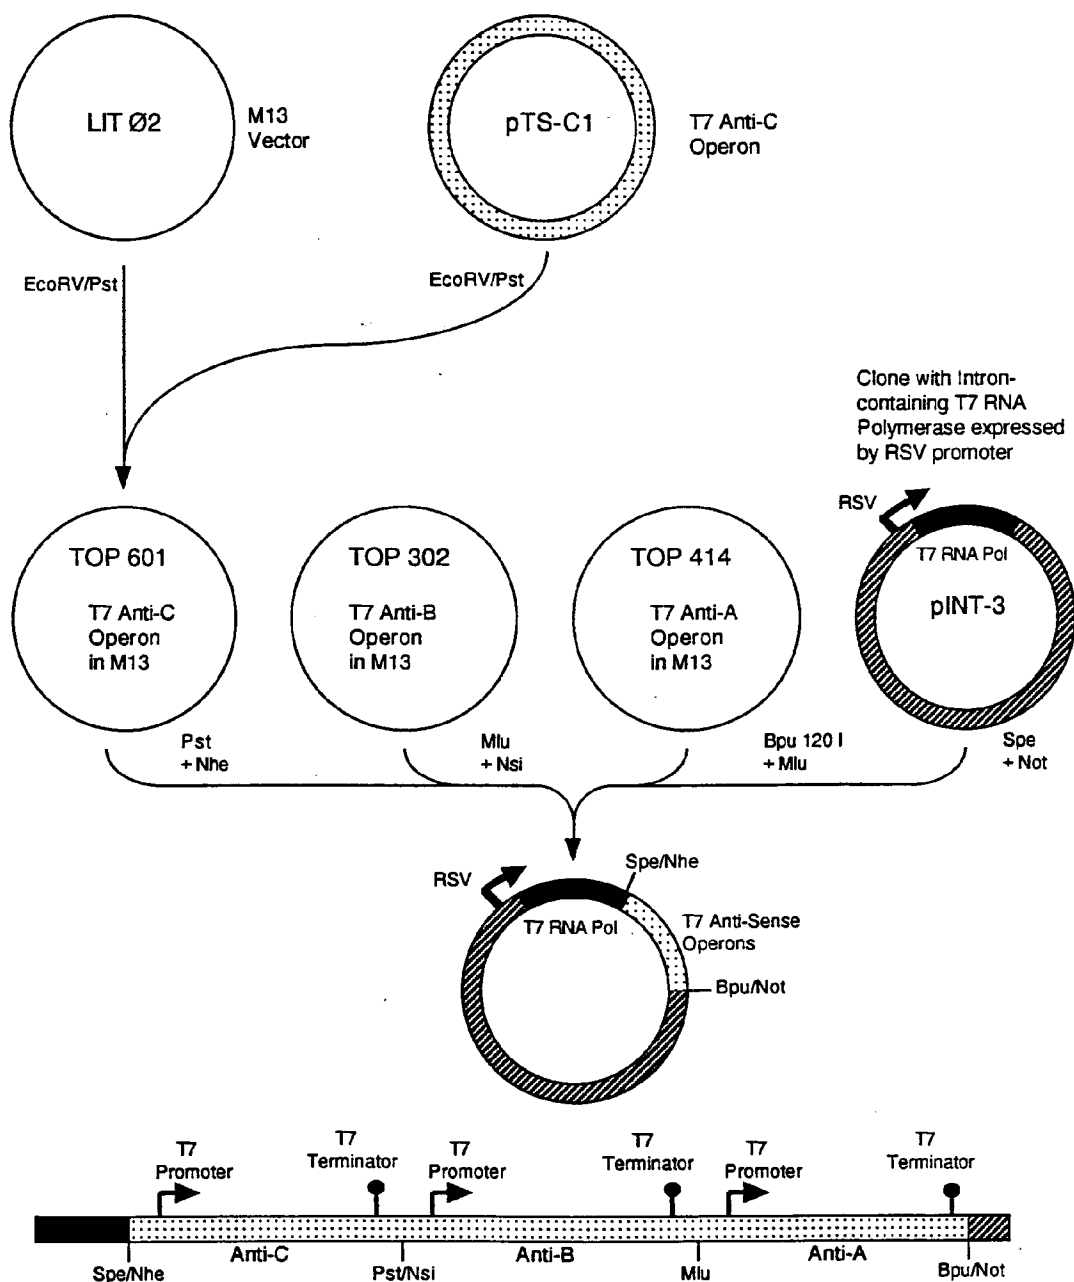 LIT Ø2
M13
Vector
pTS-C1
T7 Anti-C
Operon
EcoRV/Pst
EcoRV/Pst
Clone with Intron-
containing T7 RNA
Polymerase expressed
by RSV promoter
RSV
TOP 601
T7 Anti-C
Operon
in M13
TOP 302
T7 Anti-B
Operon
in M13
TOP 414
T7 Anti-A
Operon
in M13
T7 RNA Pol
pINT-3
Pst
+ Nhe
Mlu
+ Nsi
Bpu 120 I
+ Mlu
Spe
+ Not
RSV
Spe/Nhe
T7 RNA Pol
T7 Anti-Sense
Operons
Bpu/Not
T7
Promoter
T7
Terminator
T7
Promoter
T7
Terminator
T7
Promoter
T7
Terminator
Anti-C
Anti-B
Anti-A
Spe/Nhe
Pst/Nsi
Mlu
Bpu/Not